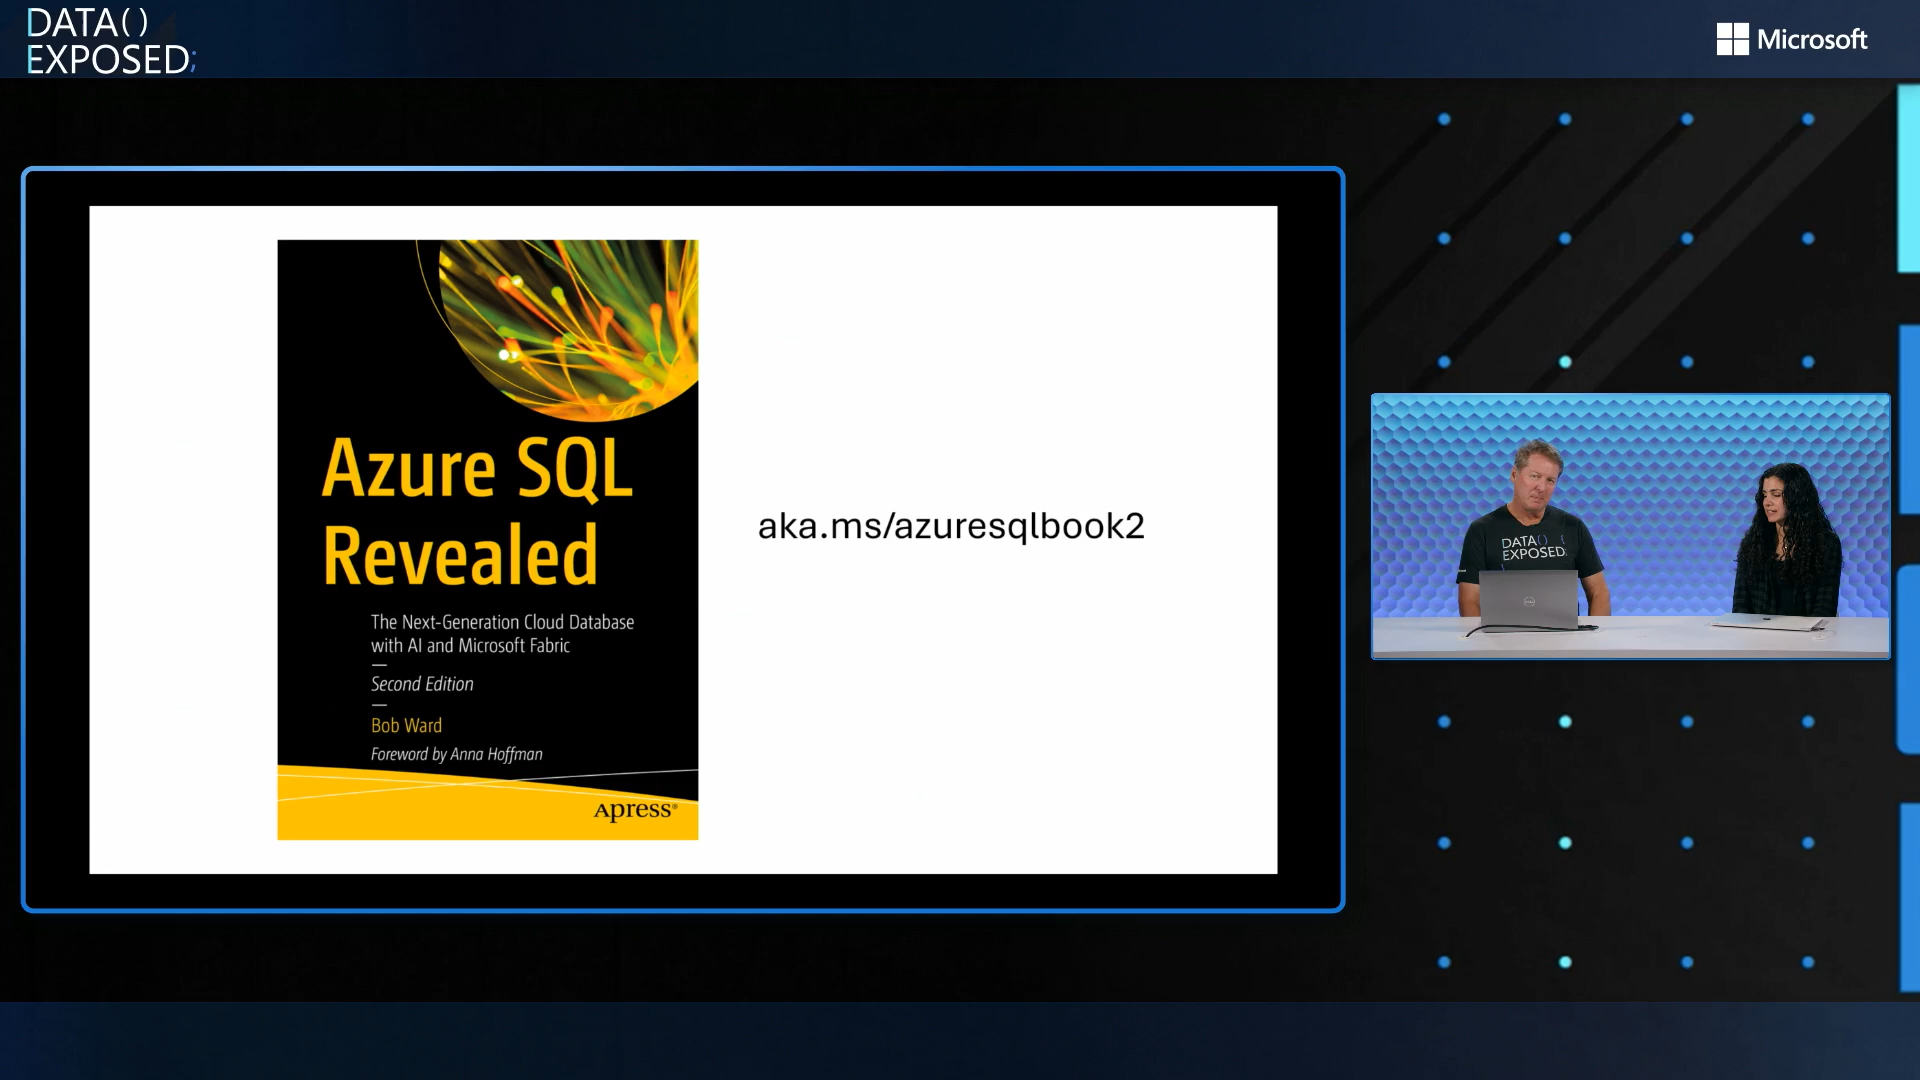 DATA()
EXPOSED;
Microsoft
Azure SQL
Revealed
The Next-Generation Cloud Database
with AI and Microsoft Fabric
Second Edition
Bob Ward
Foreword by Anna Hoffman
Apress®
aka.ms/azuresqlbook2
DATA()
EXPOSED